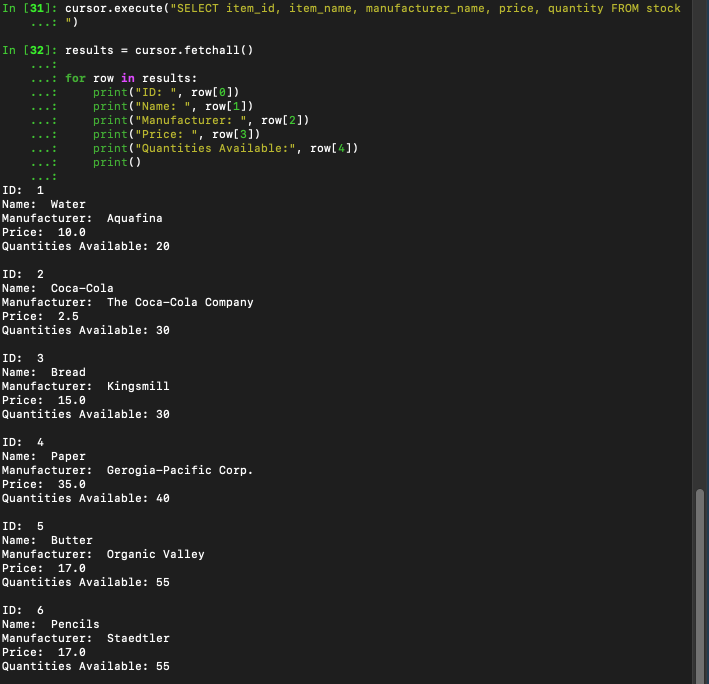 In [31]: cursor.execute("SELECT item_id, item_name, manufacturer_name, price, quantity FROM stock
    ...: ")

In [32]: results = cursor.fetchall()
    ...:
    ...: for row in results:
    ...:     print("ID: ", row[0])
    ...:     print("Name: ", row[1])
    ...:     print("Manufacturer: ", row[2])
    ...:     print("Price: ", row[3])
    ...:     print("Quantities Available:", row[4])
    ...:     print()
    ...:
ID:  1
Name:  Water
Manufacturer:  Aquafina
Price:  10.0
Quantities Available: 20

ID:  2
Name:  Coca-Cola
Manufacturer:  The Coca-Cola Company
Price:  2.5
Quantities Available: 30

ID:  3
Name:  Bread
Manufacturer:  Kingsmill
Price:  15.0
Quantities Available: 30

ID:  4
Name:  Paper
Manufacturer:  Gerogia-Pacific Corp.
Price:  35.0
Quantities Available: 40

ID:  5
Name:  Butter
Manufacturer:  Organic Valley
Price:  17.0
Quantities Available: 55

ID:  6
Name:  Pencils
Manufacturer:  Staedtler
Price:  17.0
Quantities Available: 55